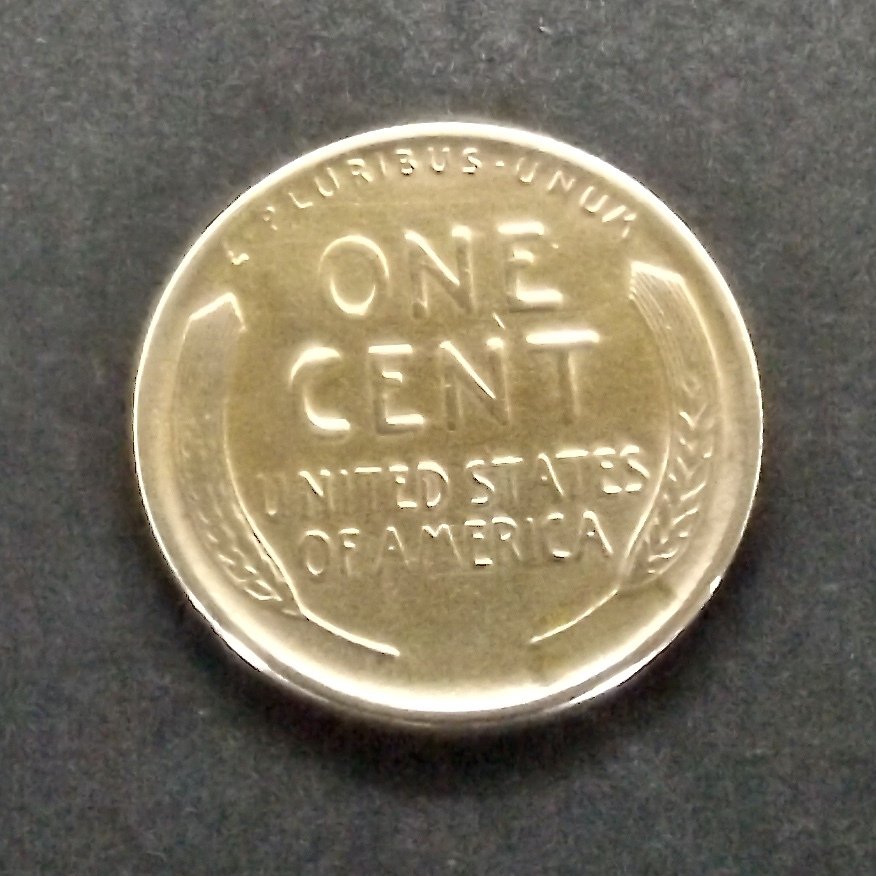 E · PLURIBUS · UNUM
ONE
CENT
UNITED STATES
OF AMERICA